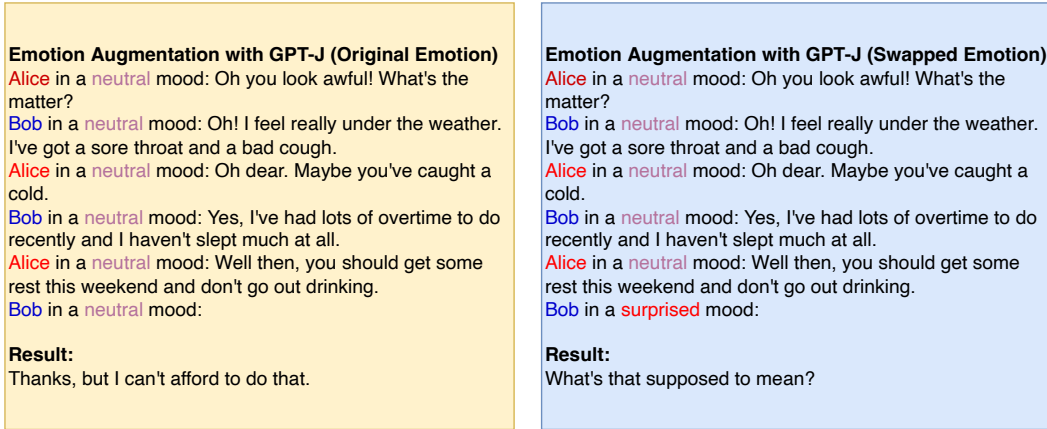 Emotion Augmentation with GPT-J (Original Emotion)
Alice in a neutral mood: Oh you look awful! What's the
matter?
Bob in a neutral mood: Oh! I feel really under the weather.
I've got a sore throat and a bad cough.
Alice in a neutral mood: Oh dear. Maybe you've caught a
cold.
Bob in a neutral mood: Yes, I've had lots of overtime to do
recently and I haven't slept much at all.
Alice in a neutral mood: Well then, you should get some
rest this weekend and don't go out drinking.
Bob in a neutral mood:
Result:
Thanks, but I can't afford to do that.
Emotion Augmentation with GPT-J (Swapped Emotion)
Alice in a neutral mood: Oh you look awful! What's the
matter?
Bob in a neutral mood: Oh! I feel really under the weather.
I've got a sore throat and a bad cough.
Alice in a neutral mood: Oh dear. Maybe you've caught a
cold.
Bob in a neutral mood: Yes, I've had lots of overtime to do
recently and I haven't slept much at all.
Alice in a neutral mood: Well then, you should get some
rest this weekend and don't go out drinking.
Bob in a surprised mood:
Result:
What's that supposed to mean?